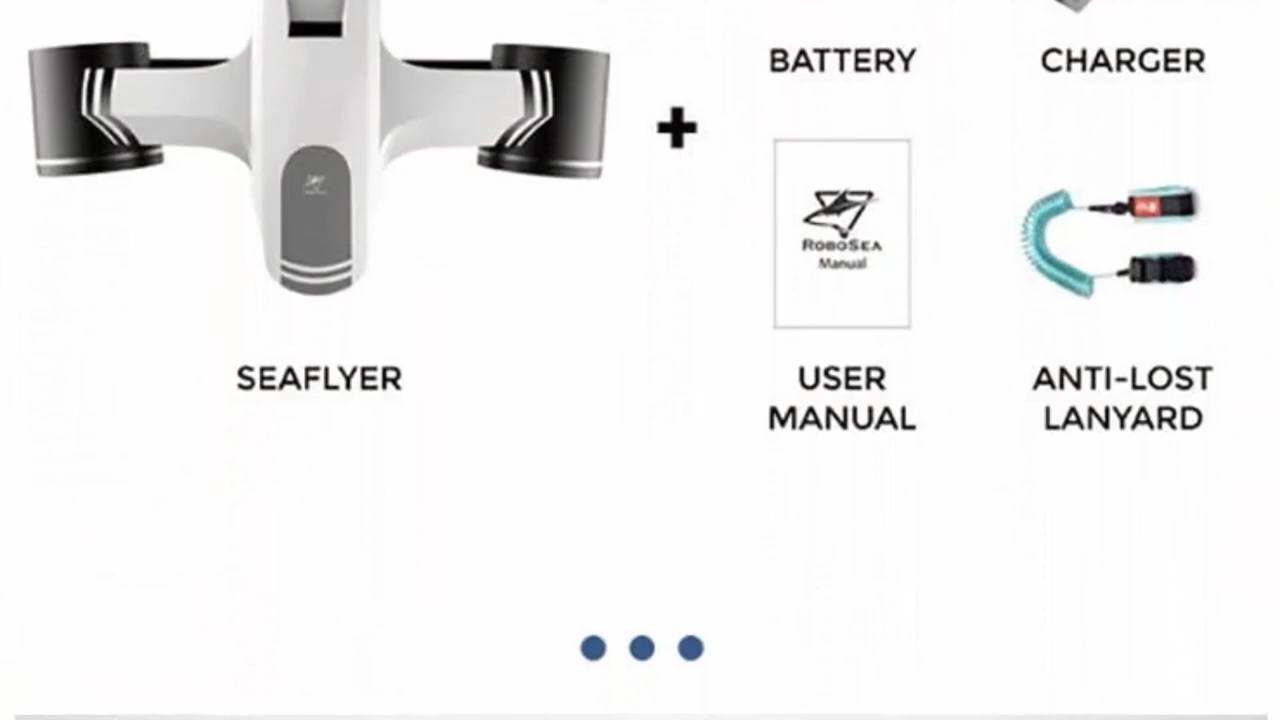 BATTERY
CHARGER
ROBOSEA
Manual
SEAFLYER
USER
MANUAL
ANTI-LOST
LANYARD